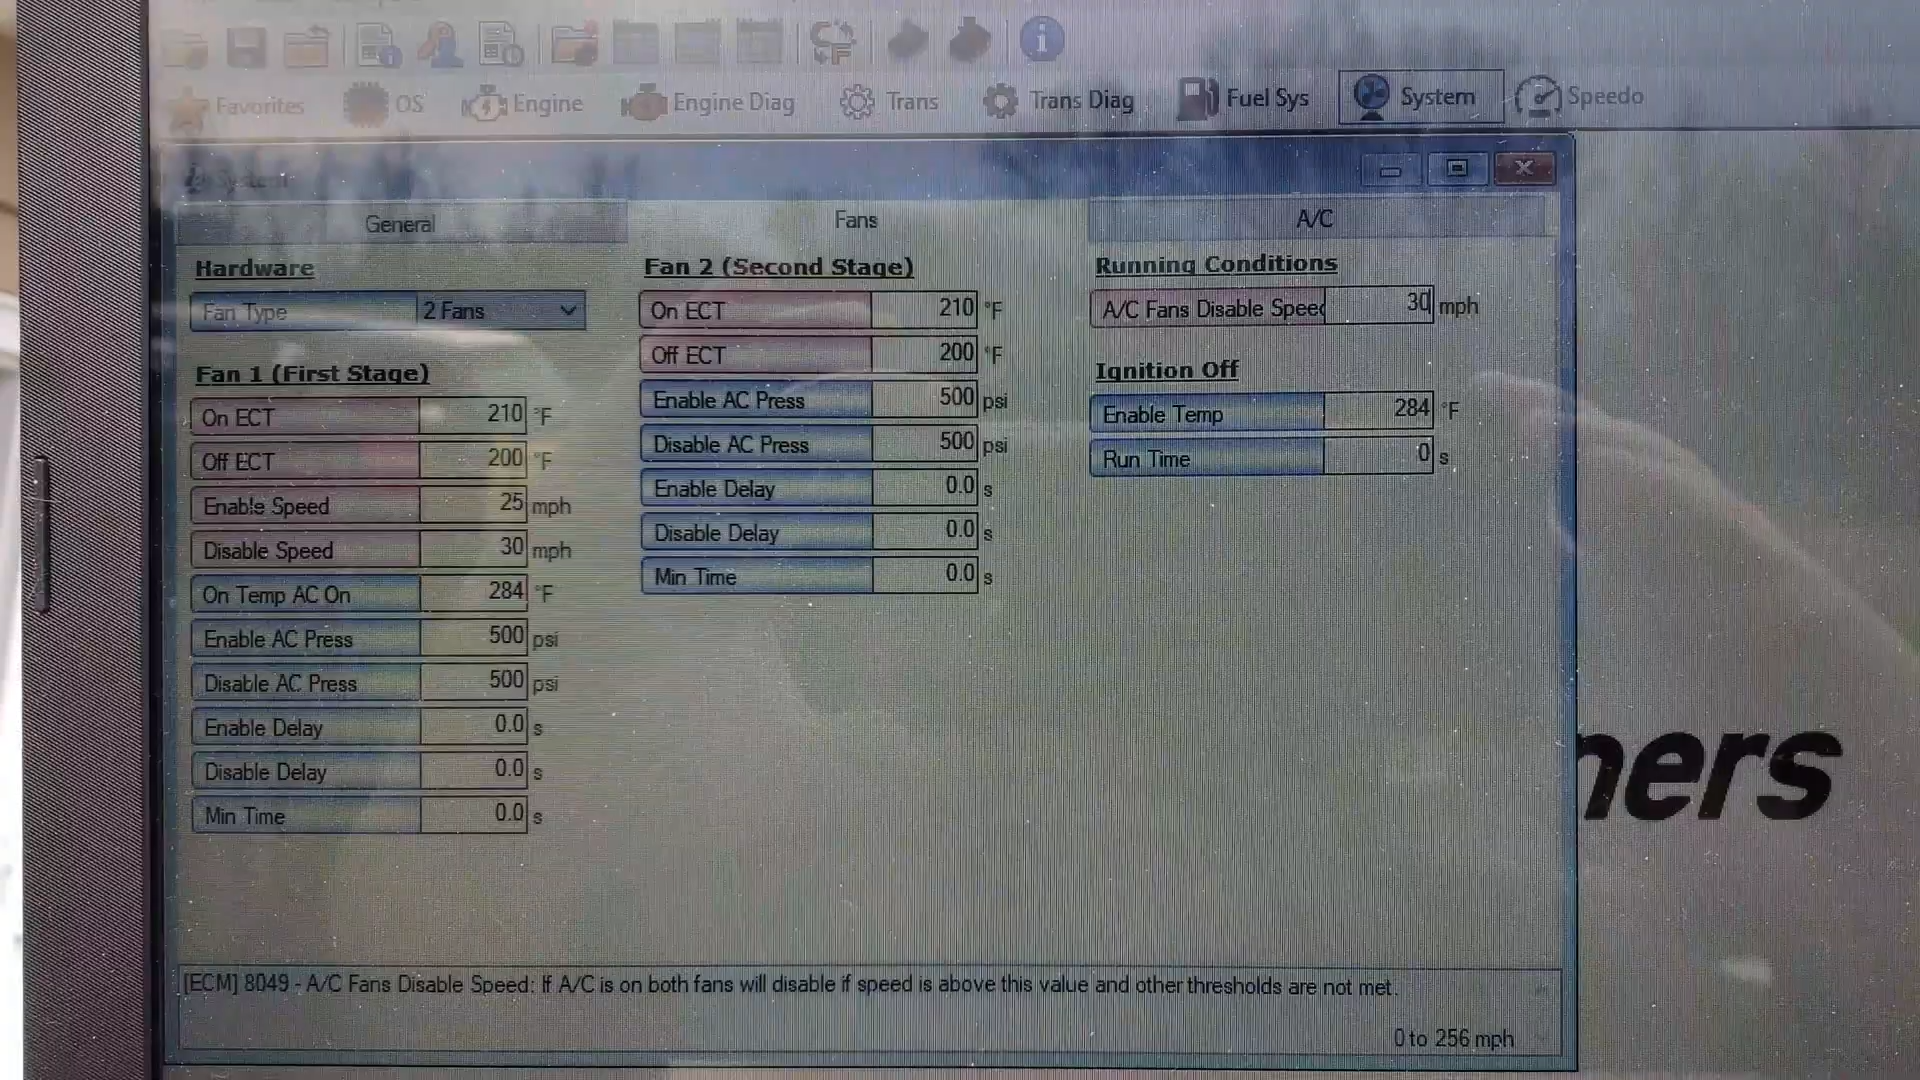 Favorites
OS
Engine
Engine Diag
Trans
Trans Diag
Fuel Sys
System
Speedo
System
General
Fans
A/C
Hardware
Fan Type 2 Fans
Fan 1 (First Stage)
On ECT 210 °F
Off ECT 200 °F
Enable Speed 25 mph
Disable Speed 30 mph
On Temp AC On 284 °F
Enable AC Press 500 psi
Disable AC Press 500 psi
Enable Delay 0.0 s
Disable Delay 0.0 s
Min Time 0.0 s
Fan 2 (Second Stage)
On ECT 210 °F
Off ECT 200 °F
Enable AC Press 500 psi
Disable AC Press 500 psi
Enable Delay 0.0 s
Disable Delay 0.0 s
Min Time 0.0 s
Running Conditions
A/C Fans Disable Speed 30 mph
Ignition Off
Enable Temp 284 °F
Run Time 0 s
ners
[ECM] 8049 - A/C Fans Disable Speed: If A/C is on both fans will disable if speed is above this value and other thresholds are not met.
0 to 256 mph